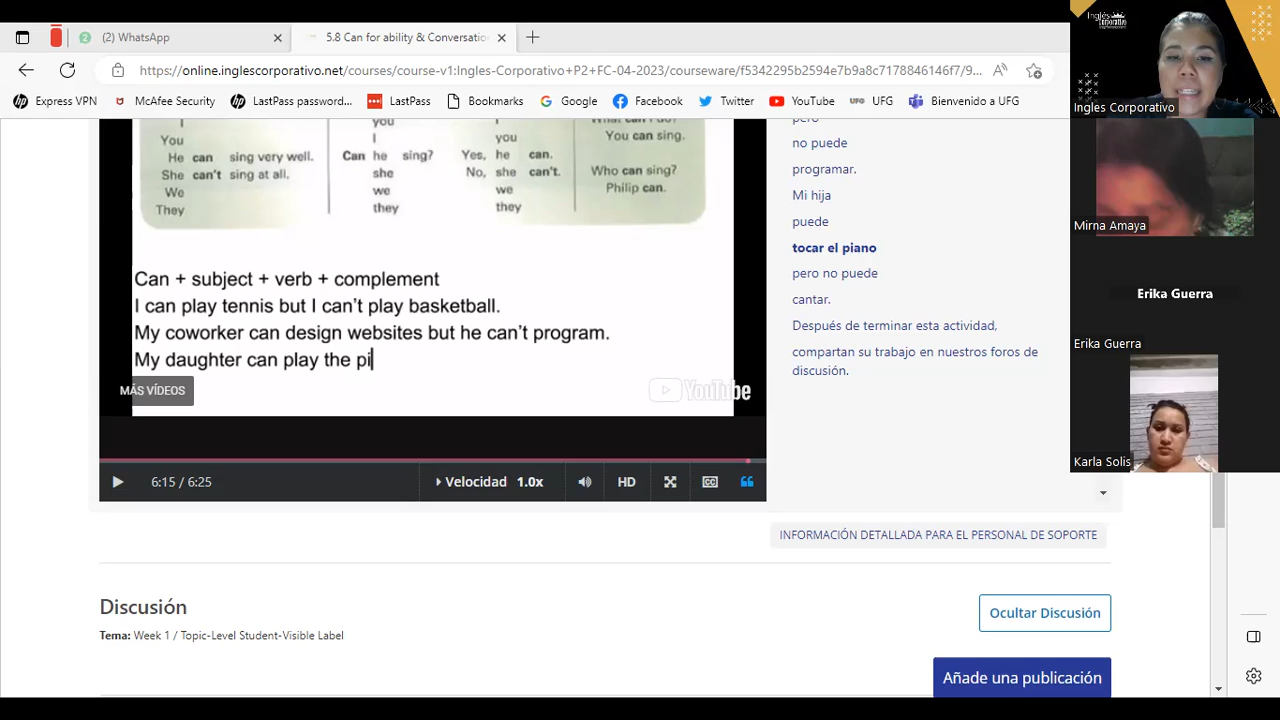 (2) WhatsApp
5.8 Can for ability & Conversatio
https://online.inglescorporativo.net/courses/course-v1:Ingles-Corporativo+P2+FC-04-2023/courseware/f5342295b2594e7b9a8c7178846146f7/9...
Express VPN
McAfee Security
LastPass password...
LastPass
Bookmarks
Google
Facebook
Twitter
YouTube
UFG
Bienvenido a UFG
I
you
I
What can I do?
You
I
you
You can sing.
He can sing very well.
Can he sing?
Yes, he can.
She can't sing at all.
she
No, she can't.
Who can sing?
We
we
we
Philip can.
They
they
they
Can + subject + verb + complement
I can play tennis but I can't play basketball.
My coworker can design websites but he can't program.
My daughter can play the pi
MÁS VÍDEOS
YouTube
6:15 / 6:25
Velocidad 1.0x
HD
CC
pero
no puede
programar.
Mi hija
puede
tocar el piano
pero no puede
cantar.
Después de terminar esta actividad,
compartan su trabajo en nuestros foros de
discusión.
INFORMACIÓN DETALLADA PARA EL PERSONAL DE SOPORTE
Discusión
Ocultar Discusión
Tema: Week 1 / Topic-Level Student-Visible Label
Añade una publicación
Inglés
Corporativo
Ingles Corporativo
Mirna Amaya
Erika Guerra
Erika Guerra
Karla Solis